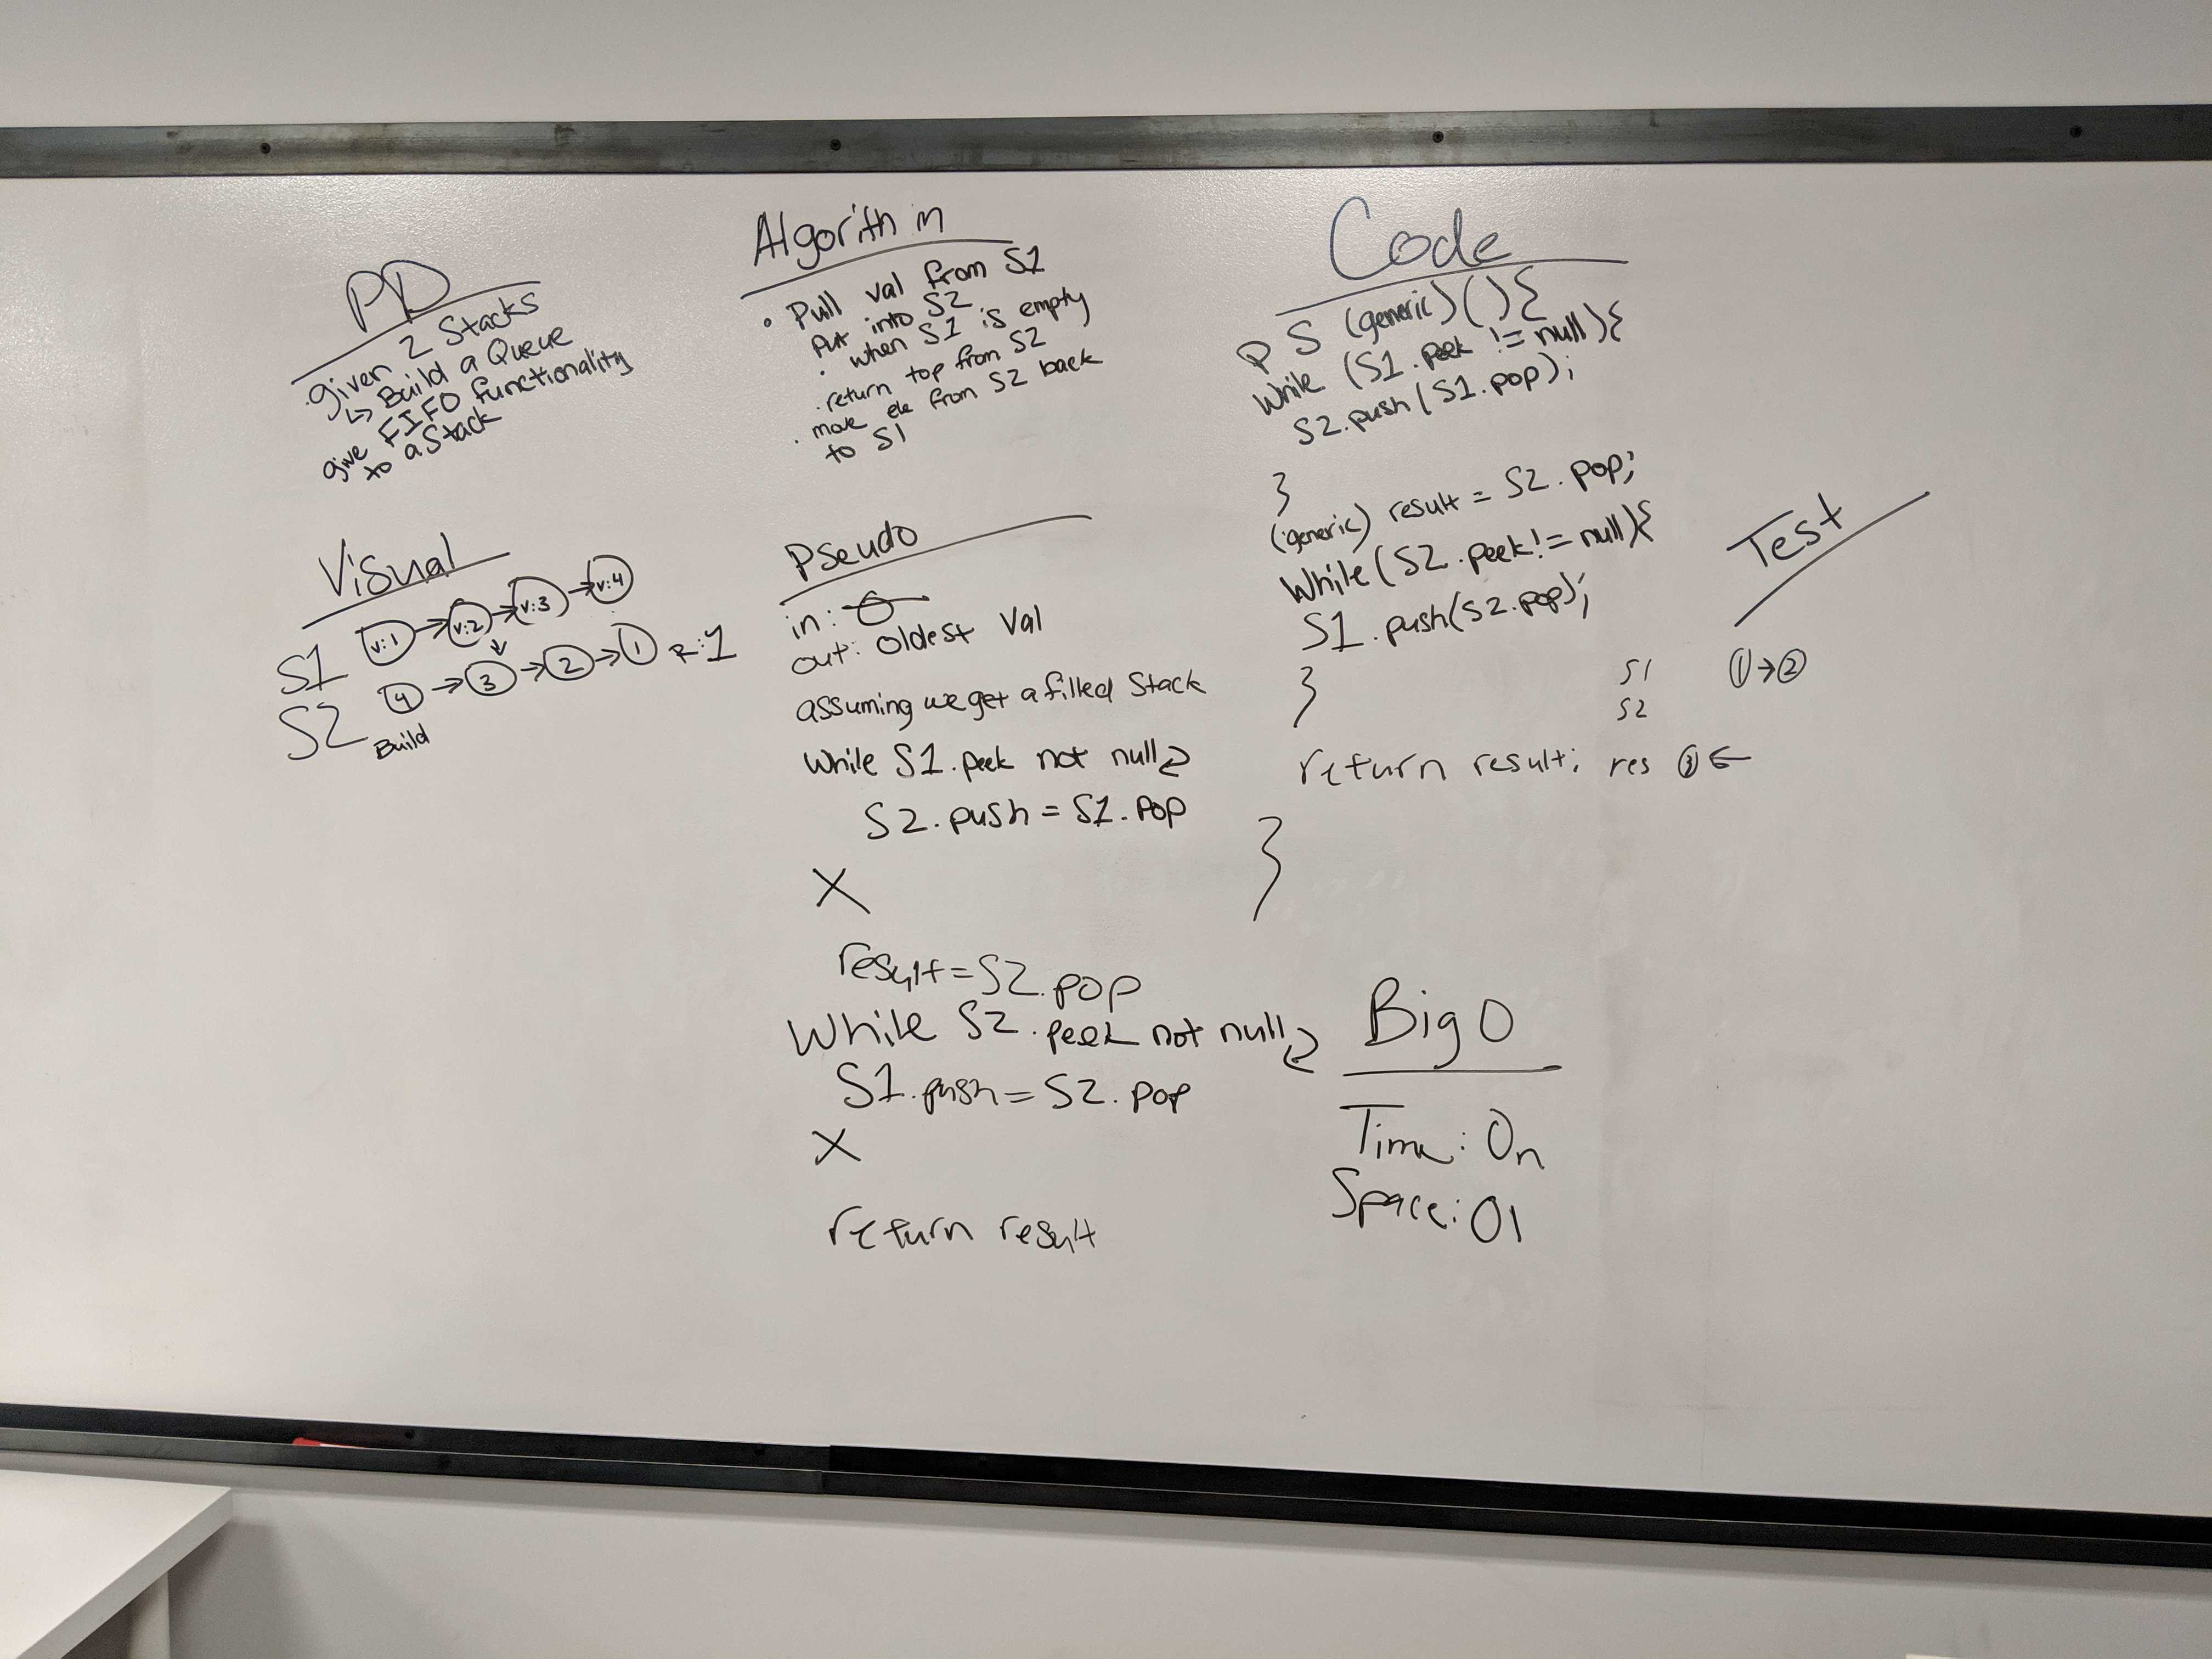 PD
. given 2 Stacks
↳ Build a Queue
give FIFO functionality
to a Stack
Visual
S1 v:1 → v:2 → v:3 → v:4
S2 4 → 3 → 2 → 1 R:1
Build
Algorithm
• Pull val from S1
Put into S2
• when S1 is empty
. return top from S2
. move ele from S2 back
to S1
Pseudo
in: O
out: oldest Val
assuming we get a filled Stack
While S1.peek not null
S2.push = S1.pop
X
result = S2.pop
While S2.peek not null
S1.push = S2.pop
X
return result
Code
P S (generic)(){
While (S1.peek != null){
S2.push(S1.pop);
}
(generic) result = S2.pop;
While(S2.peek != null){
S1.push(S2.pop);
}
return result;
}
Test
S1 1 → 2
S2
res ←
Big O
Time: On
Space: O1